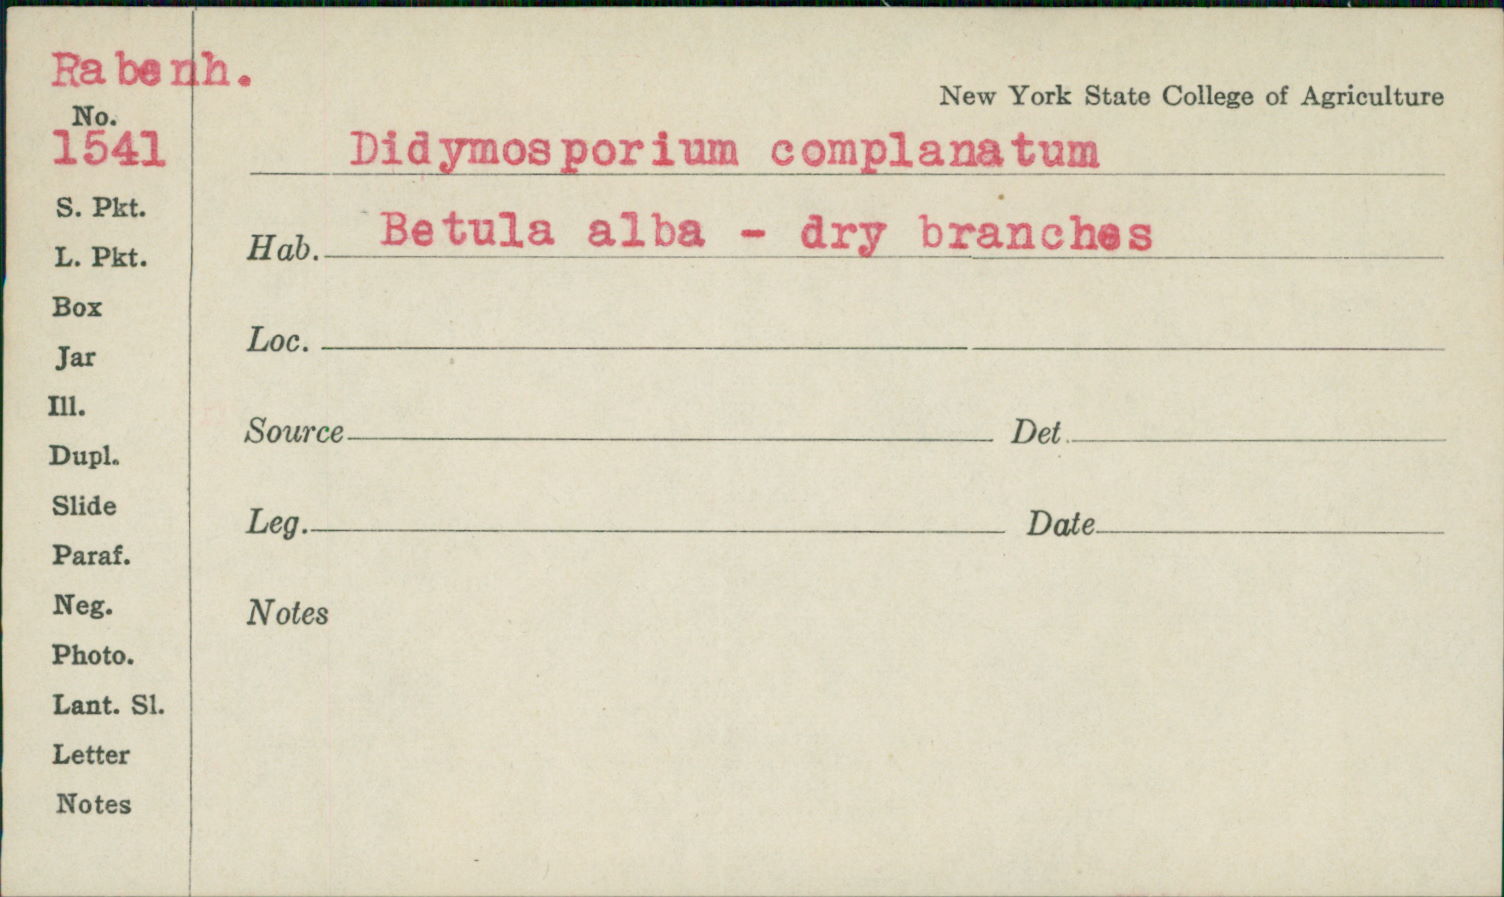 Rabenh.
New York State College of Agriculture
No.
1541
Didymosporium complanatum
S. Pkt.
Hab. Betula alba - dry branches
L. Pkt.
Box
Loc.
Jar
Ill.
Source Det.
Dupl.
Slide
Leg. Date
Paraf.
Neg.
Notes
Photo.
Lant. Sl.
Letter
Notes